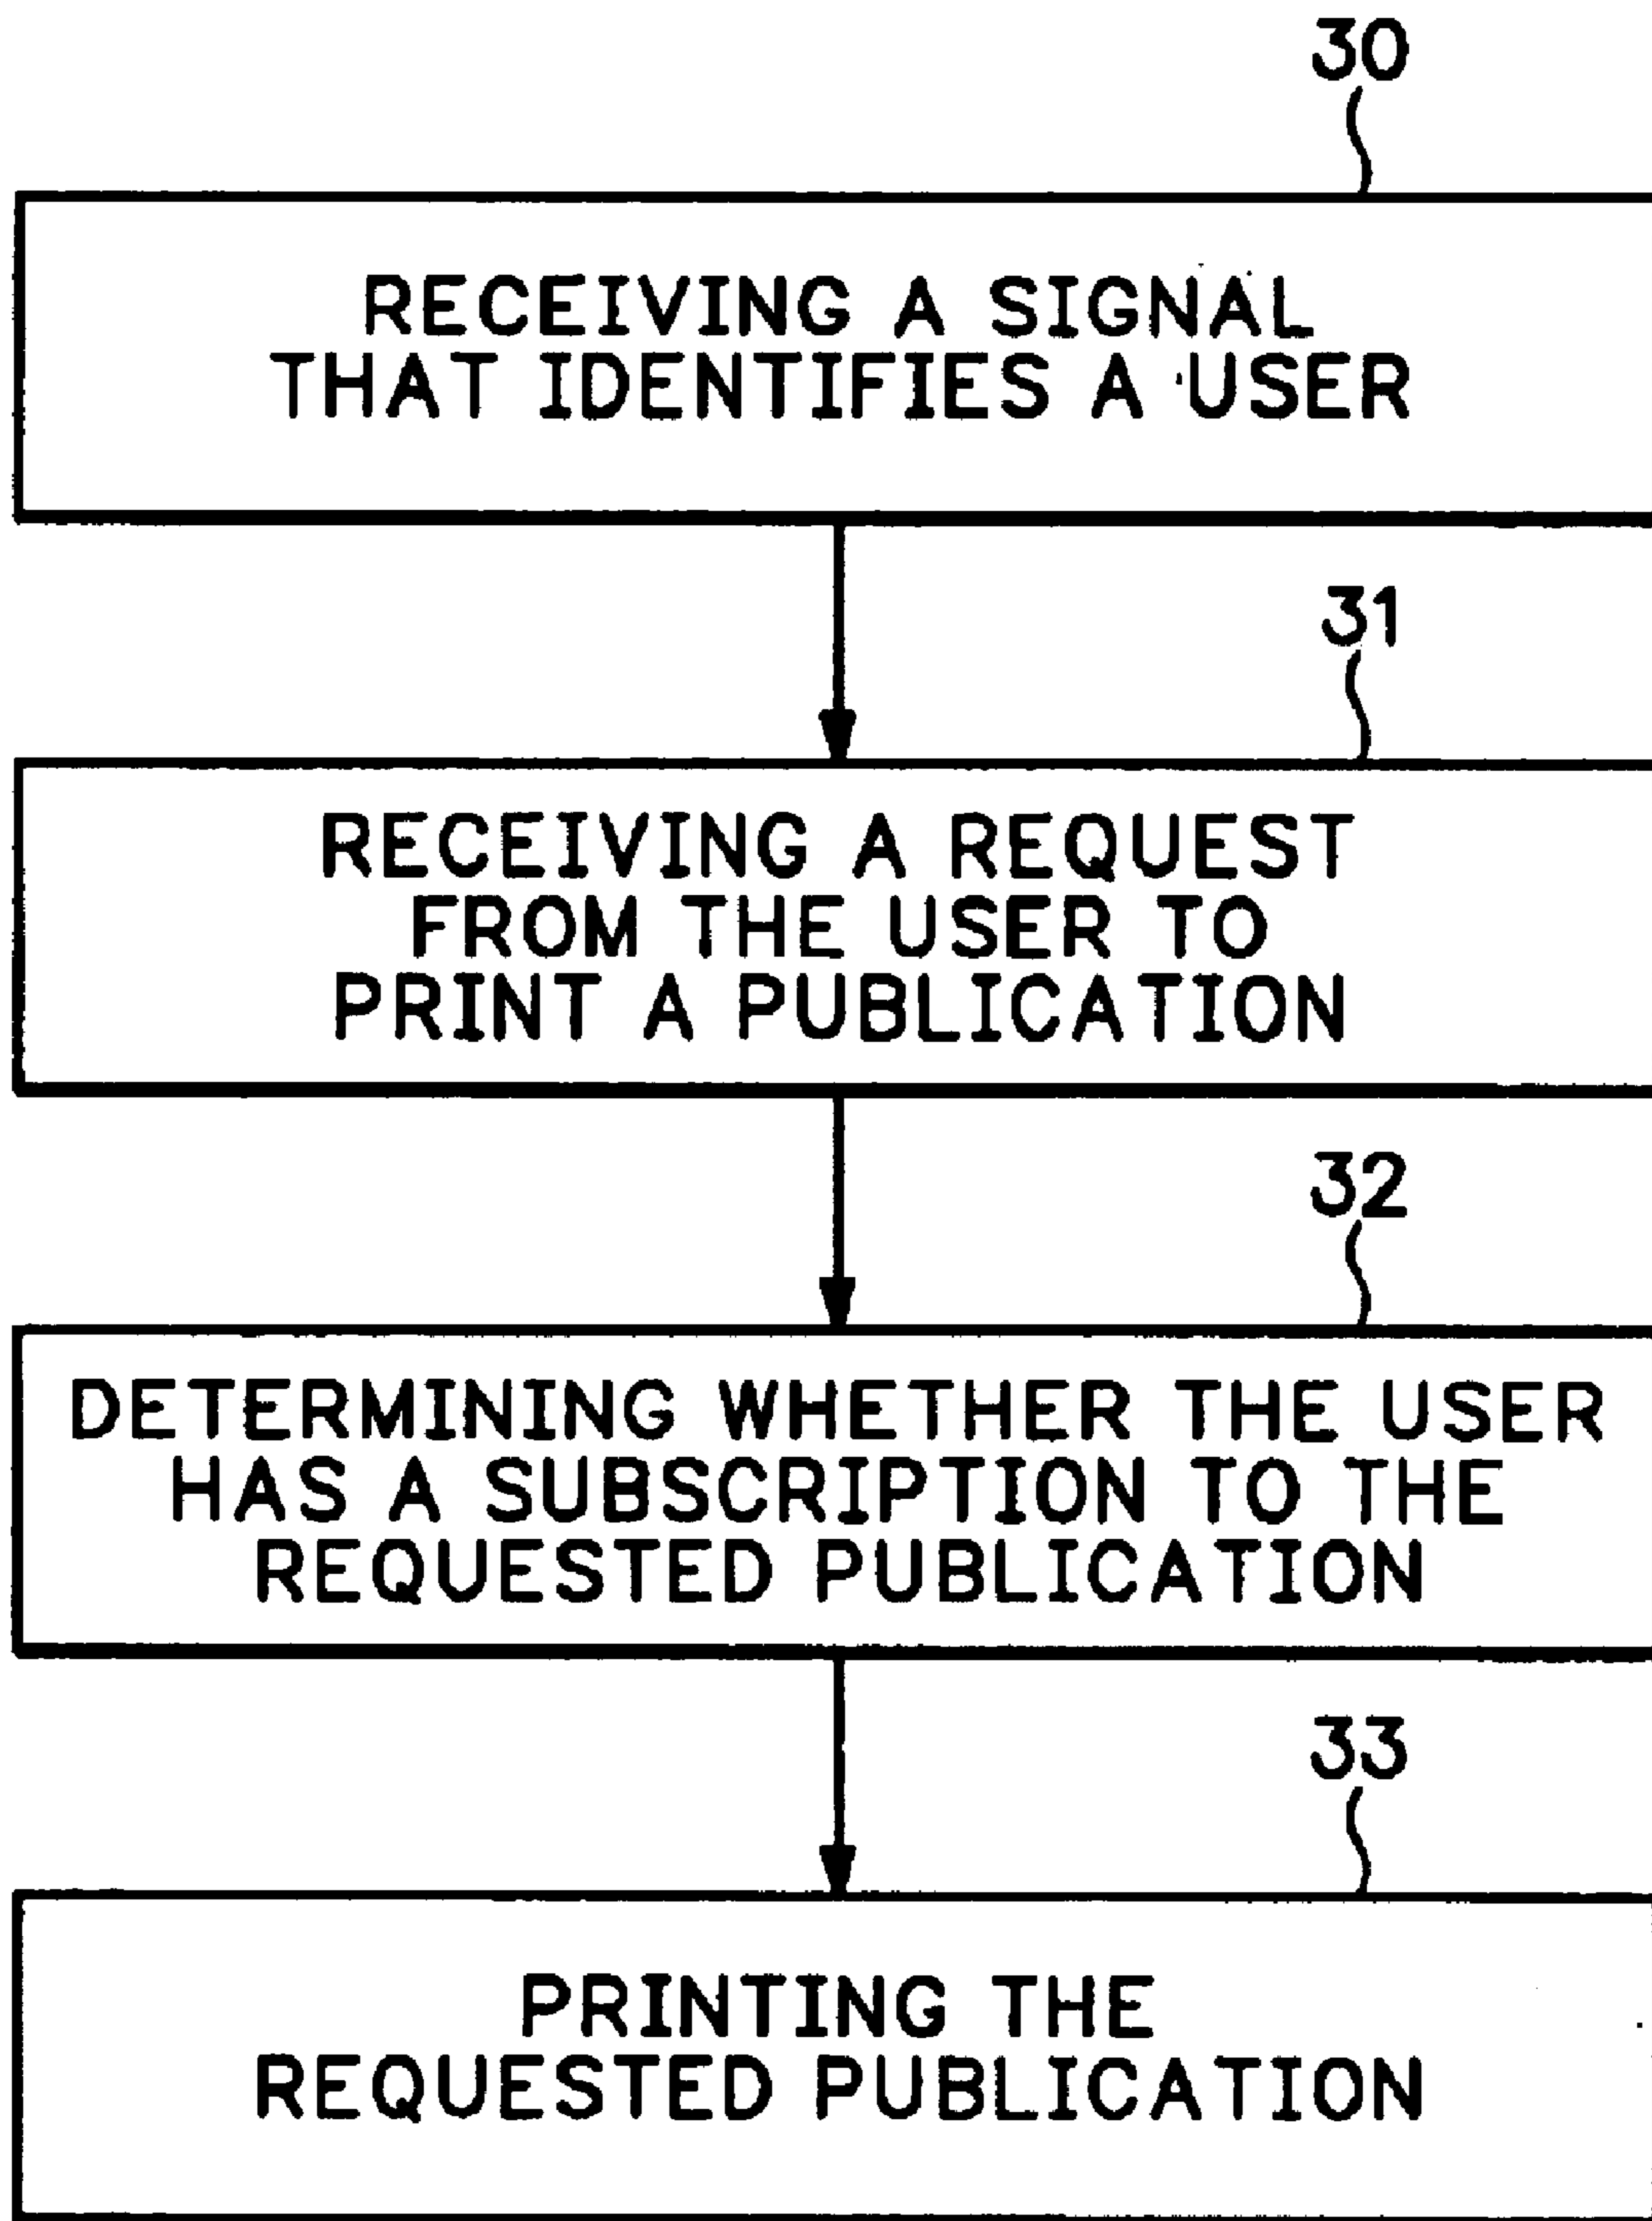 30
RECEIVING A SIGNAL
THAT IDENTIFIES A USER
31
RECEIVING A REQUEST
FROM THE USER TO
PRINT A PUBLICATION
32
DETERMINING WHETHER THE USER
HAS A SUBSCRIPTION TO THE
REQUESTED PUBLICATION
33
PRINTING THE
REQUESTED PUBLICATION